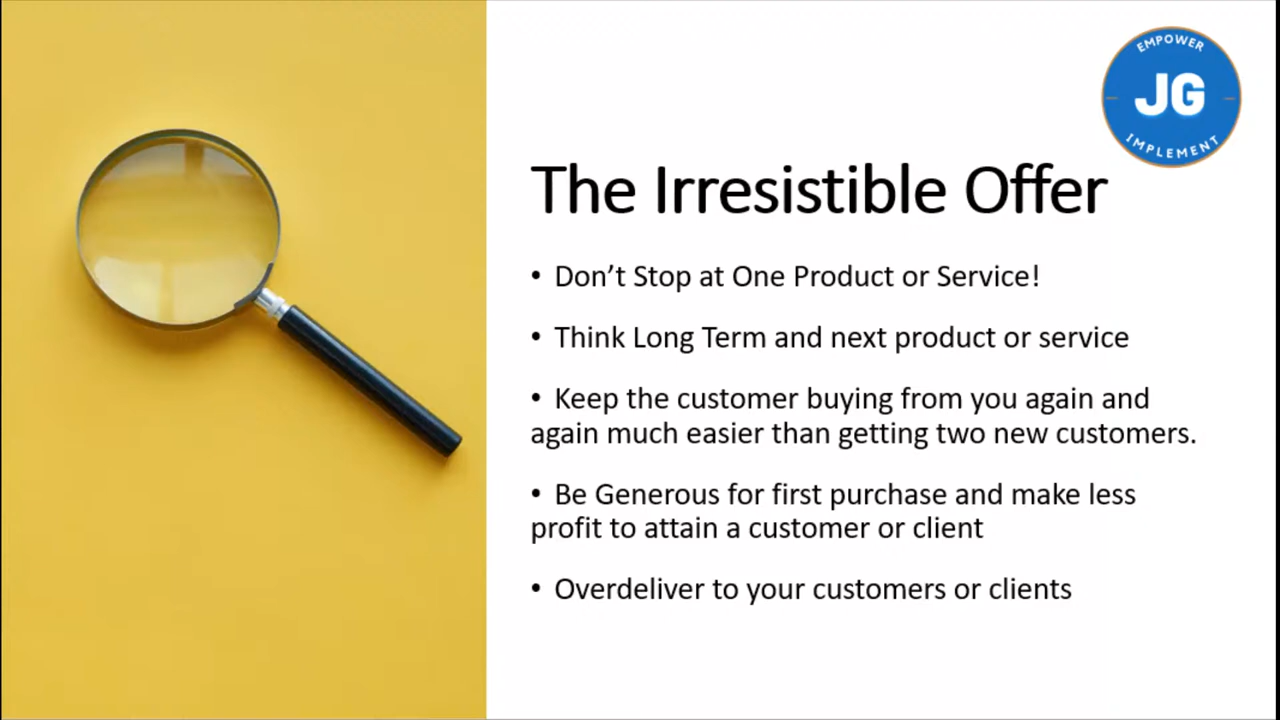 EMPOWER
JG
IMPLEMENT
The Irresistible Offer
• Don’t Stop at One Product or Service!
• Think Long Term and next product or service
• Keep the customer buying from you again and
again much easier than getting two new customers.
• Be Generous for first purchase and make less
profit to attain a customer or client
• Overdeliver to your customers or clients